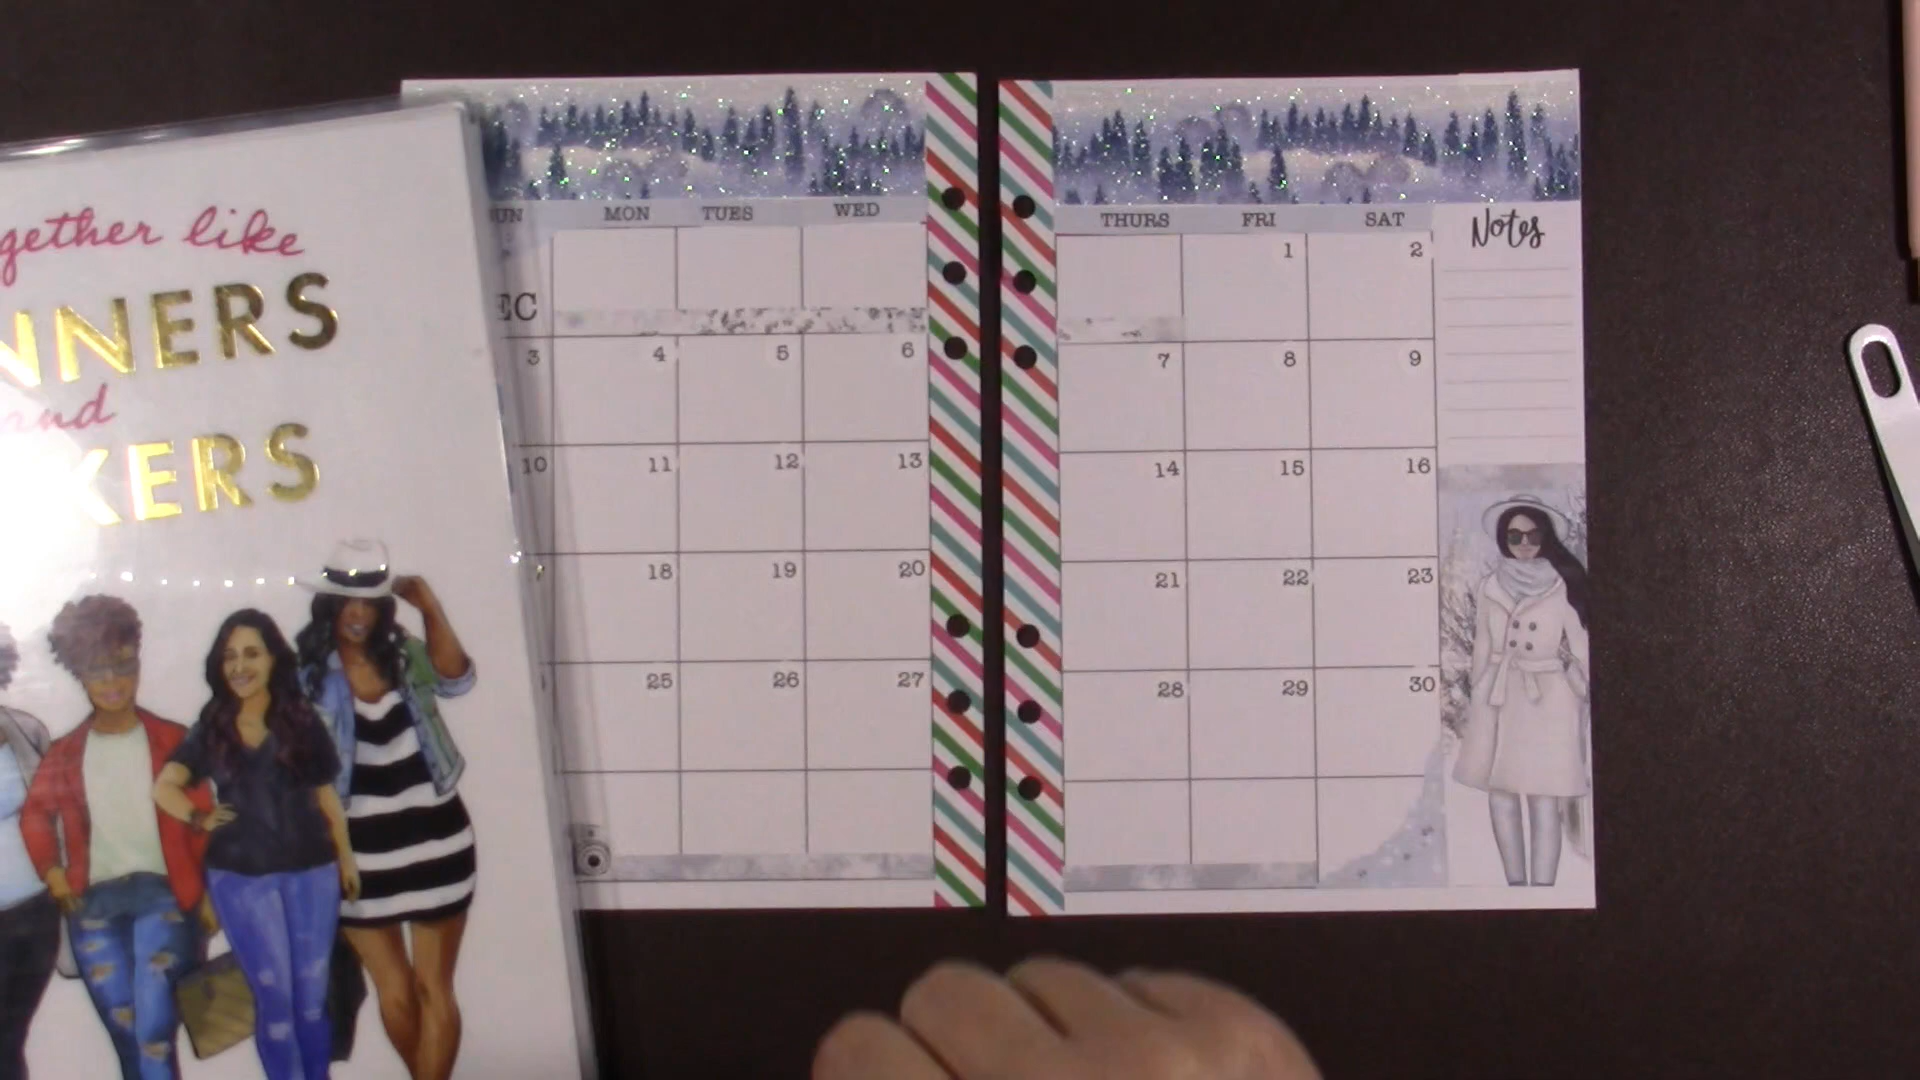 gether like
NNERS
and
KERS
UN MON TUES WED
EC
3 4 5 6
10 11 12 13
18 19 20
25 26 27
THURS FRI SAT
Notes
1 2
7 8 9
14 15 16
21 22 23
28 29 30